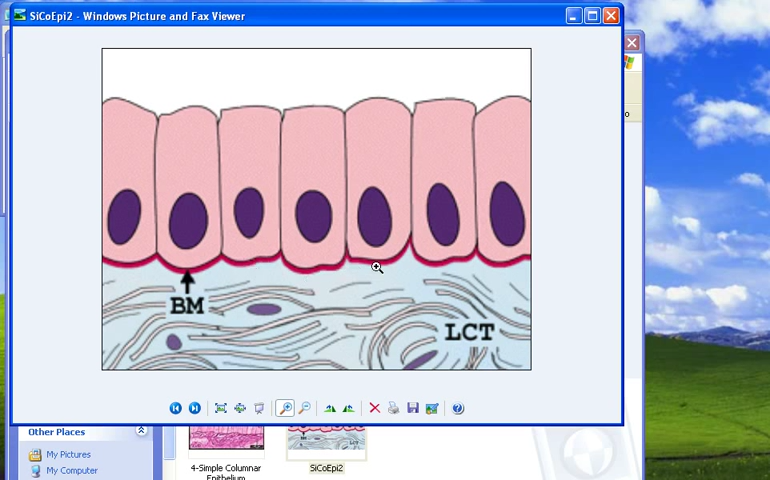 SiCoEpi2 - Windows Picture and Fax Viewer
BM
LCT
Other Places
My Pictures
My Computer
4-Simple Columnar
Epithelium
SiCoEpi2